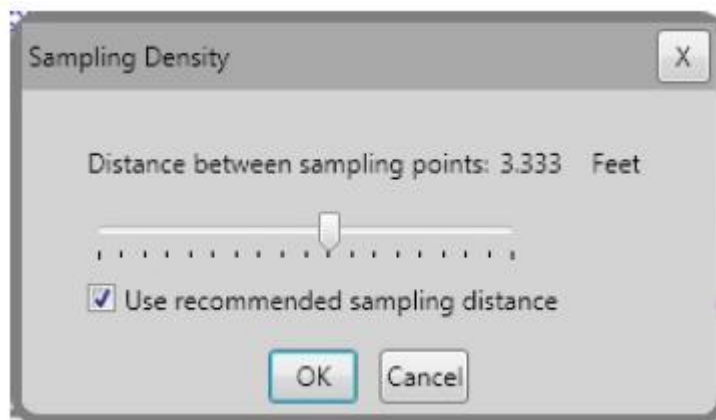 Sampling Density X
Distance between sampling points: 3.333 Feet
Use recommended sampling distance
OK Cancel